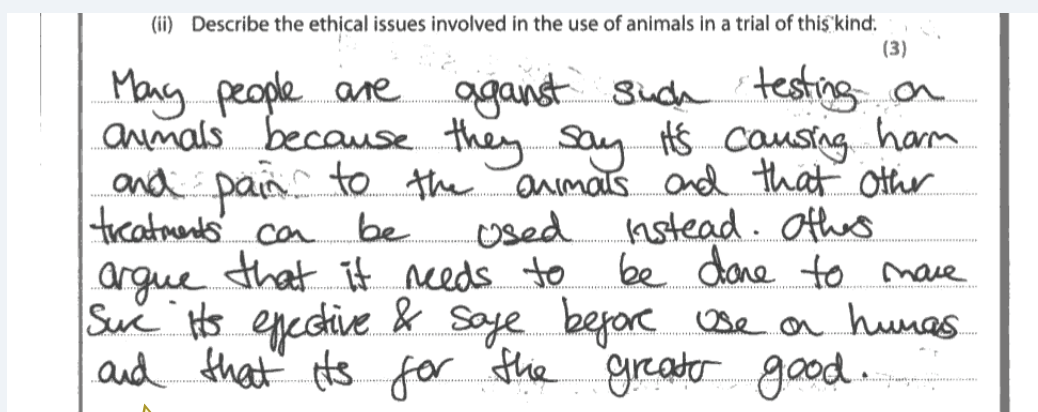 (ii) Describe the ethical issues involved in the use of animals in a trial of this kind.
(3)
Many people are aganst such testing on
animals because they say it's causing harm
and pain to the animals and that other
treatments can be used instead. Others
argue that it needs to be done to make
sure its effective & safe before use on humans
and that its for the greater good.